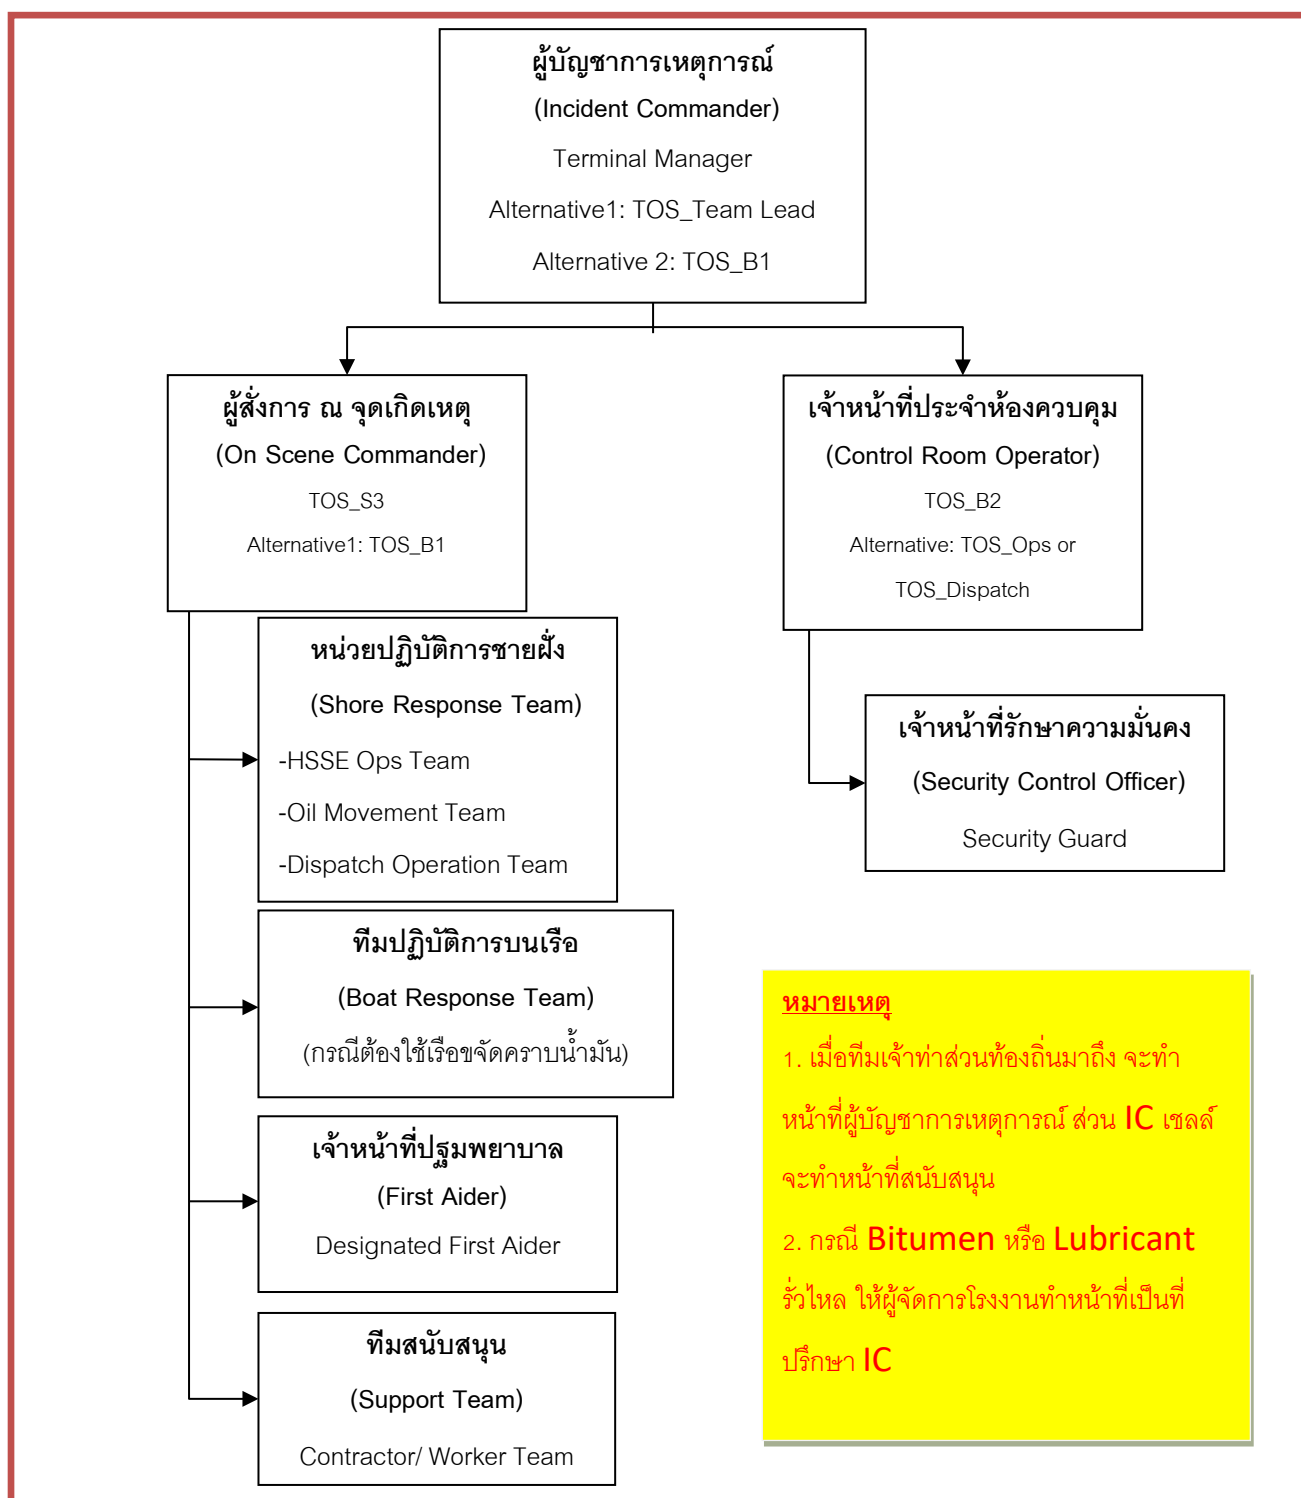 ผู้บัญชาการเหตุการณ์
(Incident Commander)
Terminal Manager
Alternative1: TOS_Team Lead
Alternative 2: TOS_B1
ผู้สั่งการ ณ จุดเกิดเหตุ
(On Scene Commander)
TOS_S3
Alternative1: TOS_B1
เจ้าหน้าที่ประจำห้องควบคุม
(Control Room Operator)
TOS_B2
Alternative: TOS_Ops or
TOS_Dispatch
หน่วยปฏิบัติการชายฝั่ง
(Shore Response Team)
-HSSE Ops Team
-Oil Movement Team
-Dispatch Operation Team
เจ้าหน้าที่รักษาความมั่นคง
(Security Control Officer)
Security Guard
ทีมปฏิบัติการบนเรือ
(Boat Response Team)
(กรณีต้องใช้เรือขจัดคราบน้ำมัน)
เจ้าหน้าที่ปฐมพยาบาล
(First Aider)
Designated First Aider
ทีมสนับสนุน
(Support Team)
Contractor/ Worker Team
หมายเหตุ
1. เมื่อทีมเจ้าท่าส่วนท้องถิ่นมาถึง จะทำ
หน้าที่ผู้บัญชาการเหตุการณ์ ส่วน IC เชลล์
จะทำหน้าที่สนับสนุน
2. กรณี Bitumen หรือ Lubricant
รั่วไหล ให้ผู้จัดการโรงงานทำหน้าที่เป็นที่
ปรึกษา IC